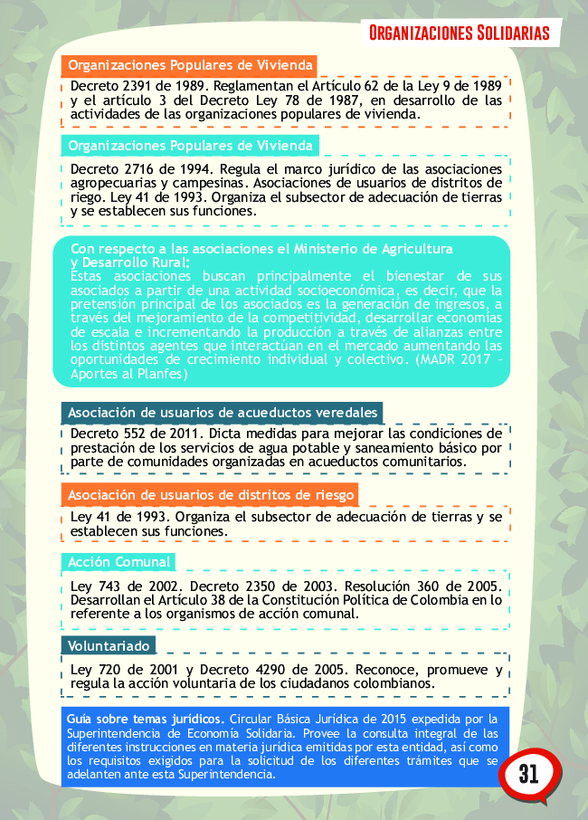 Organizaciones Solidarias
Organizaciones Populares de Vivienda
Decreto 2391 de 1989. Reglamentan el Artículo 62 de la Ley 9 de 1989
y el artículo 3 del Decreto Ley 78 de 1987, en desarrollo de las
actividades de las organizaciones populares de vivienda.
Organizaciones Populares de Vivienda
Decreto 2716 de 1994. Regula el marco jurídico de las asociaciones
agropecuarias y campesinas. Asociaciones de usuarios de distritos de
riego. Ley 41 de 1993. Organiza el subsector de adecuación de tierras
y se establecen sus funciones.
Con respecto a las asociaciones el Ministerio de Agricultura
y Desarrollo Rural:
Estas asociaciones buscan principalmente el bienestar de sus
asociados a partir de una actividad socioeconómica, es decir, que la
pretensión principal de los asociados es la generación de ingresos, a
través del mejoramiento de la competitividad, desarrollar economías
de escala e incrementando la producción a través de alianzas entre
los distintos agentes que interactúan en el mercado aumentando las
oportunidades de crecimiento individual y colectivo. (MADR 2017 –
Aportes al Planfes)
Asociación de usuarios de acueductos veredales
Decreto 552 de 2011. Dicta medidas para mejorar las condiciones de
prestación de los servicios de agua potable y saneamiento básico por
parte de comunidades organizadas en acueductos comunitarios.
Asociación de usuarios de distritos de riesgo
Ley 41 de 1993. Organiza el subsector de adecuación de tierras y se
establecen sus funciones.
Acción Comunal
Ley 743 de 2002. Decreto 2350 de 2003. Resolución 360 de 2005.
Desarrollan el Artículo 38 de la Constitución Política de Colombia en lo
referente a los organismos de acción comunal.
Voluntariado
Ley 720 de 2001 y Decreto 4290 de 2005. Reconoce, promueve y
regula la acción voluntaria de los ciudadanos colombianos.
Guía sobre temas jurídicos. Circular Básica Jurídica de 2015 expedida por la
Superintendencia de Economía Solidaria. Provee la consulta integral de las
diferentes instrucciones en materia jurídica emitidas por esta entidad, así como
los requisitos exigidos para la solicitud de los diferentes trámites que se
adelanten ante esta Superintendencia.
31